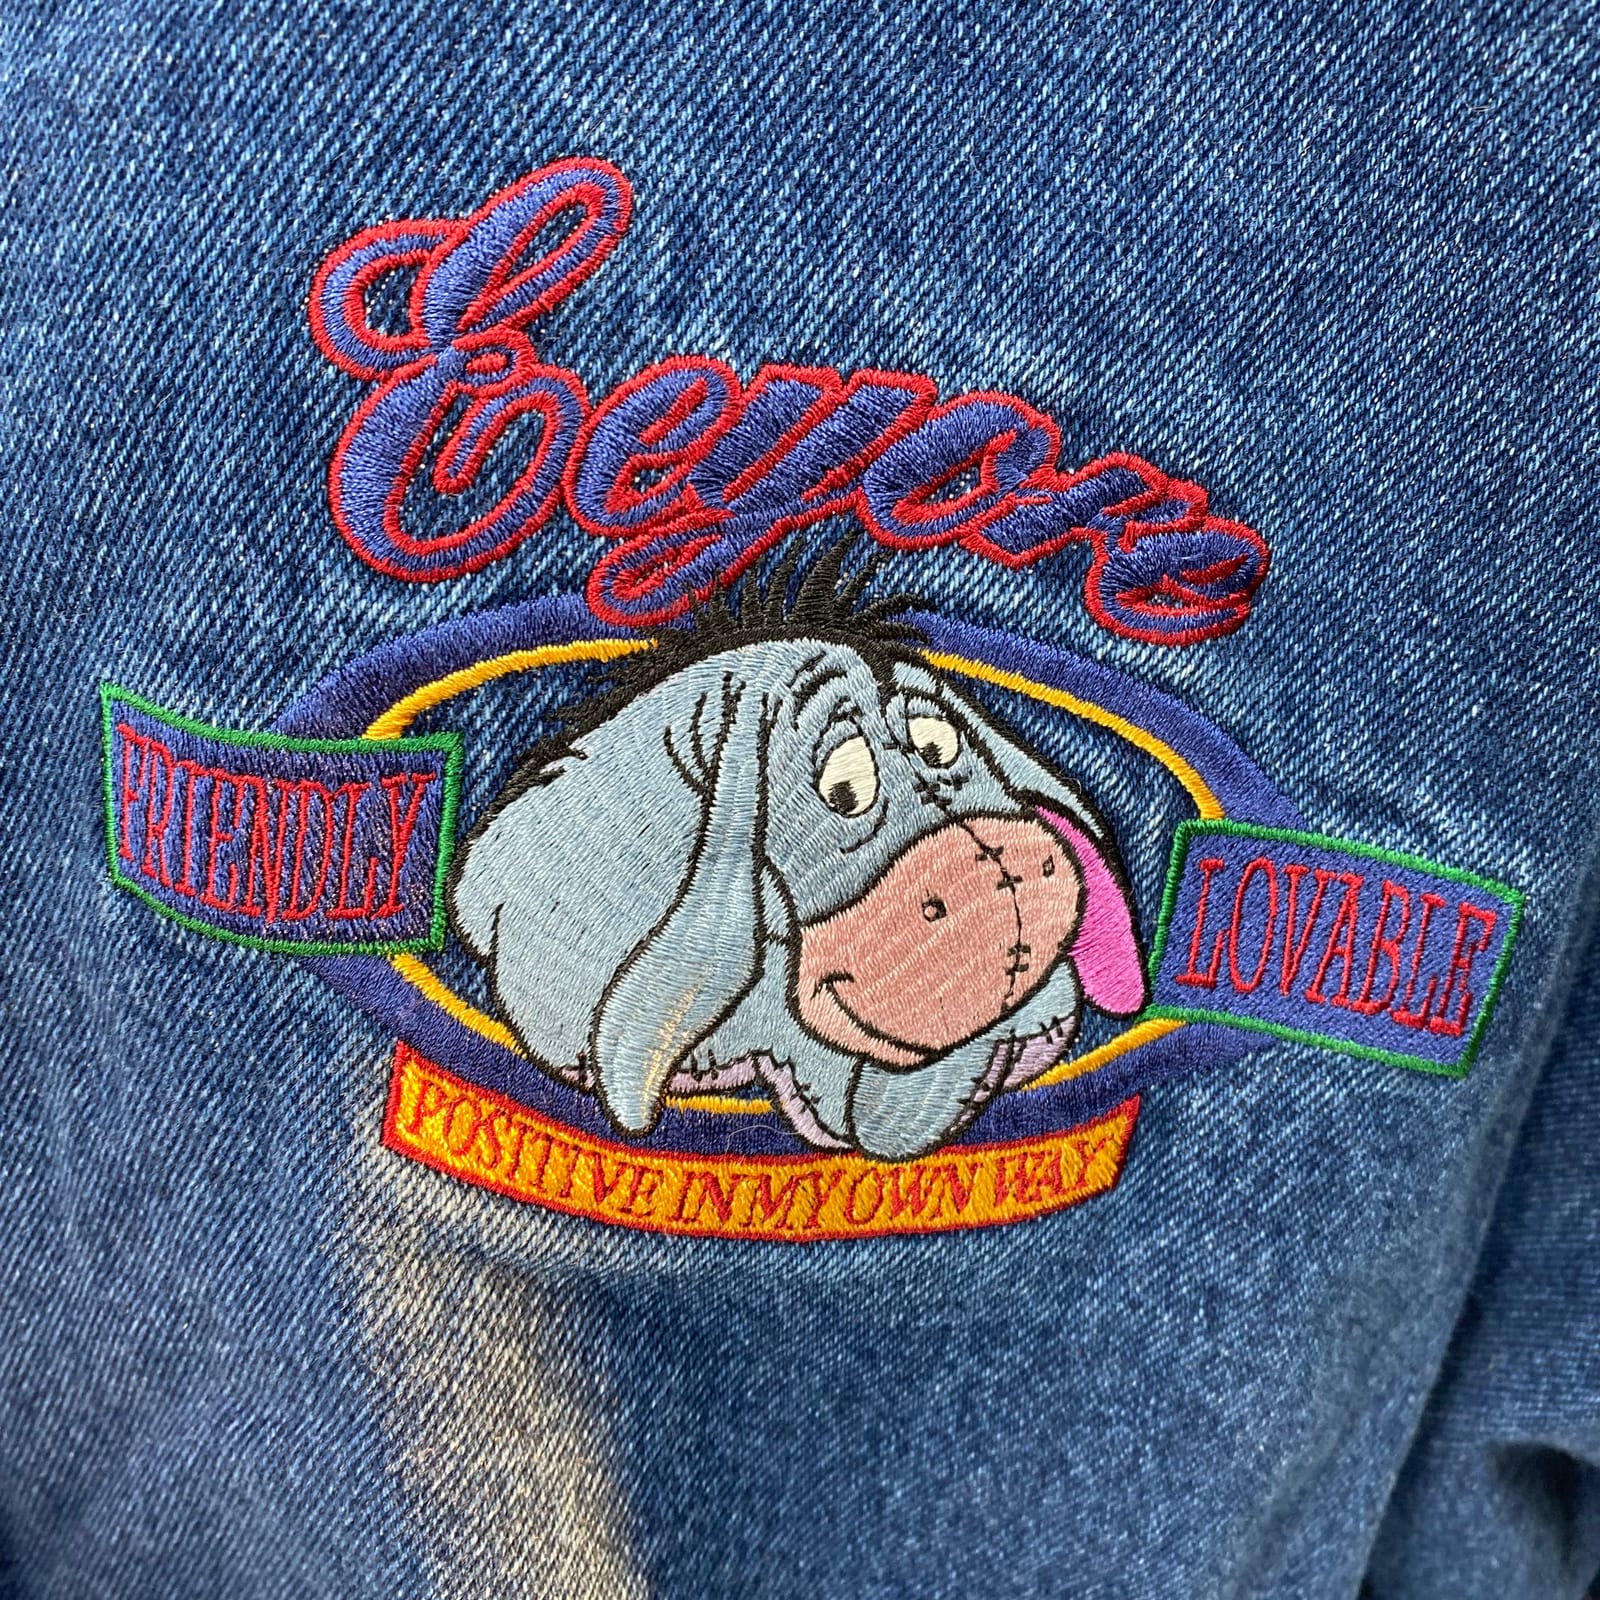 Eeyore
FRIENDLY
LOVABLE
POSITIVE IN MY OWN WAY